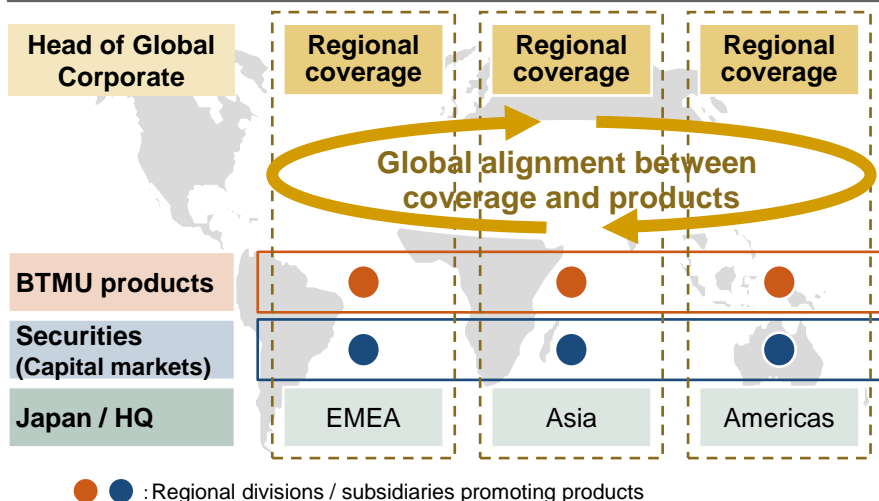 Head of Global
Corporate
Regional
coverage
Regional
coverage
Regional
coverage
Global alignment between
coverage and products
BTMU products
Securities
(Capital markets)
Japan / HQ
EMEA
Asia
Americas
: Regional divisions / subsidiaries promoting products